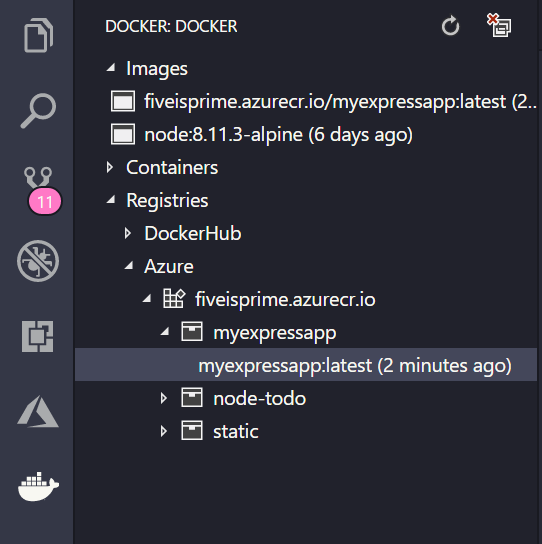 DOCKER: DOCKER
Images
fiveisprime.azurecr.io/myexpressapp:latest (2...
node:8.11.3-alpine (6 days ago)
Containers
Registries
11
DockerHub
Azure
fiveisprime.azurecr.io
myexpressapp
myexpressapp:latest (2 minutes ago)
node-todo
static